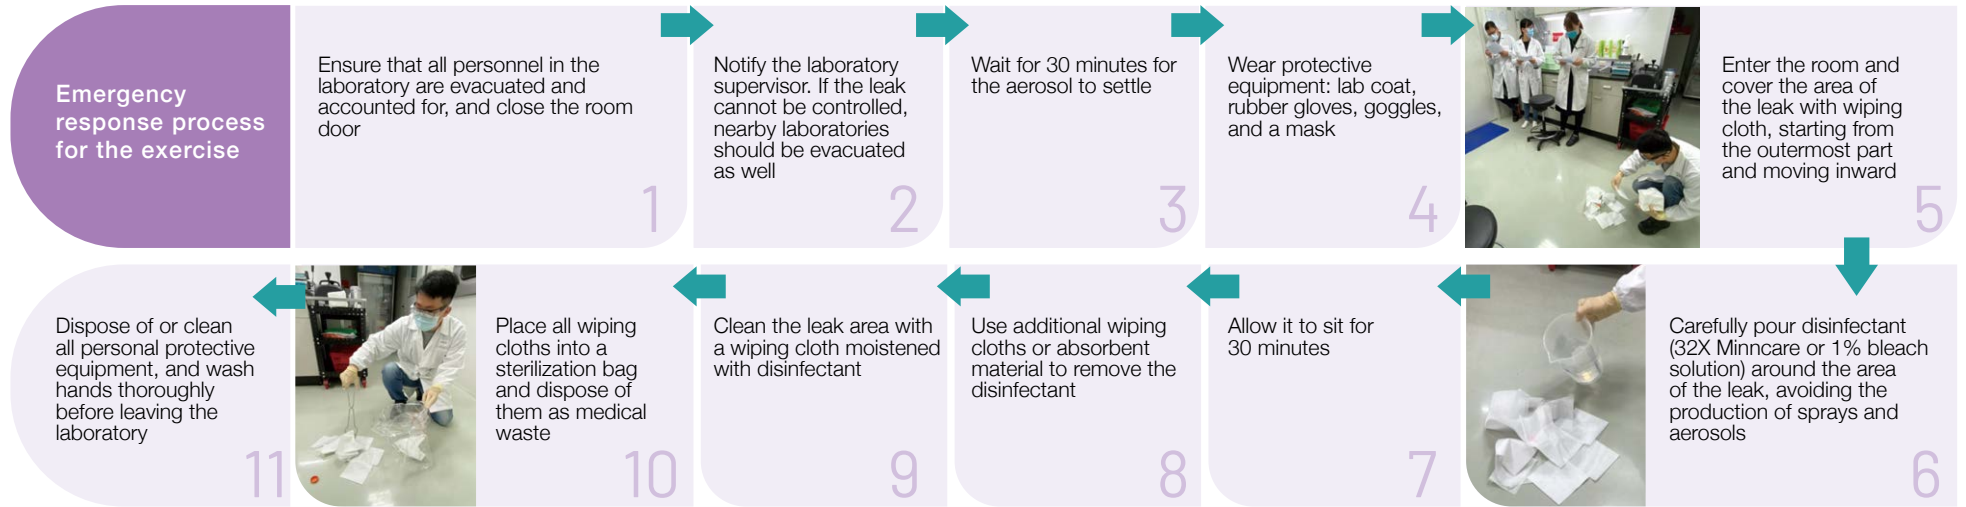 Emergency
response process
for the exercise
Ensure that all personnel in the
laboratory are evacuated and
accounted for, and close the room
door
1
Notify the laboratory
supervisor. If the leak
cannot be controlled,
nearby laboratories
should be evacuated
as well
2
Wait for 30 minutes for
the aerosol to settle
3
Wear protective
equipment: lab coat,
rubber gloves, goggles,
and a mask
4
Enter the room and
cover the area of
the leak with wiping
cloth, starting from
the outermost part
and moving inward
5
Carefully pour disinfectant
(32X Minncare or 1% bleach
solution) around the area
of the leak, avoiding the
production of sprays and
aerosols
6
Allow it to sit for
30 minutes
7
Use additional wiping
cloths or absorbent
material to remove the
disinfectant
8
Clean the leak area with
a wiping cloth moistened
with disinfectant
9
Place all wiping
cloths into a
sterilization bag
and dispose of
them as medical
waste
10
Dispose of or clean
all personal protective
equipment, and wash
hands thoroughly
before leaving the
laboratory
11